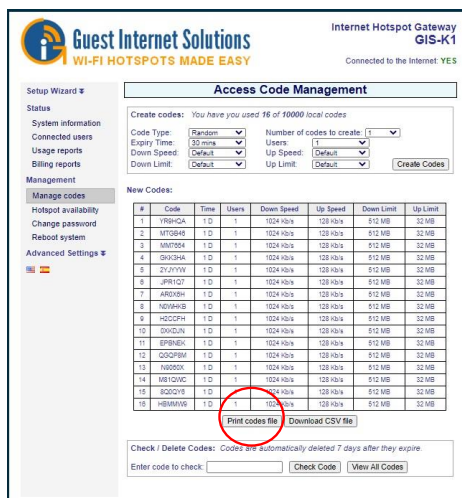 Guest Internet Solutions
WI-FI HOTSPOTS MADE EASY
Internet Hotspot Gateway
GIS-K1
Connected to the Internet: YES
Setup Wizard
Status
System information
Connected users
Usage reports
Billing reports
Management
Manage codes
Hotspot availability
Change password
Reboot system
Advanced Settings
Access Code Management
Create codes: You have you used 16 of 10000 local codes
Code Type: Random Number of codes to create: 1
Expiry Time: 30 mins Users: 1
Down Speed: Default Up Speed: Default
Down Limit: Default Up Limit: Default Create Codes
New Codes:
# Code Time Users Down Speed Up Speed Down Limit Up Limit
1 YR9HQA 1 D 1 1024 Kb/s 128 Kb/s 512 MB 32 MB
2 MTGB46 1 D 1 1024 Kb/s 128 Kb/s 512 MB 32 MB
3 MM7664 1 D 1 1024 Kb/s 128 Kb/s 512 MB 32 MB
4 GKK3HA 1 D 1 1024 Kb/s 128 Kb/s 512 MB 32 MB
5 2YJYYW 1 D 1 1024 Kb/s 128 Kb/s 512 MB 32 MB
6 JPR1Q7 1 D 1 1024 Kb/s 128 Kb/s 512 MB 32 MB
7 AR0X6H 1 D 1 1024 Kb/s 128 Kb/s 512 MB 32 MB
8 N0WHKB 1 D 1 1024 Kb/s 128 Kb/s 512 MB 32 MB
9 H2CCFH 1 D 1 1024 Kb/s 128 Kb/s 512 MB 32 MB
10 0XKDJN 1 D 1 1024 Kb/s 128 Kb/s 512 MB 32 MB
11 EPBNEK 1 D 1 1024 Kb/s 128 Kb/s 512 MB 32 MB
12 QGQP8M 1 D 1 1024 Kb/s 128 Kb/s 512 MB 32 MB
13 N9060X 1 D 1 1024 Kb/s 128 Kb/s 512 MB 32 MB
14 M81QWC 1 D 1 1024 Kb/s 128 Kb/s 512 MB 32 MB
15 8Q0QY6 1 D 1 1024 Kb/s 128 Kb/s 512 MB 32 MB
16 HBMMW9 1 D 1 1024 Kb/s 128 Kb/s 512 MB 32 MB
Print codes file Download CSV file
Check / Delete Codes: Codes are automatically deleted 7 days after they expire.
Enter code to check: Check Code View All Codes